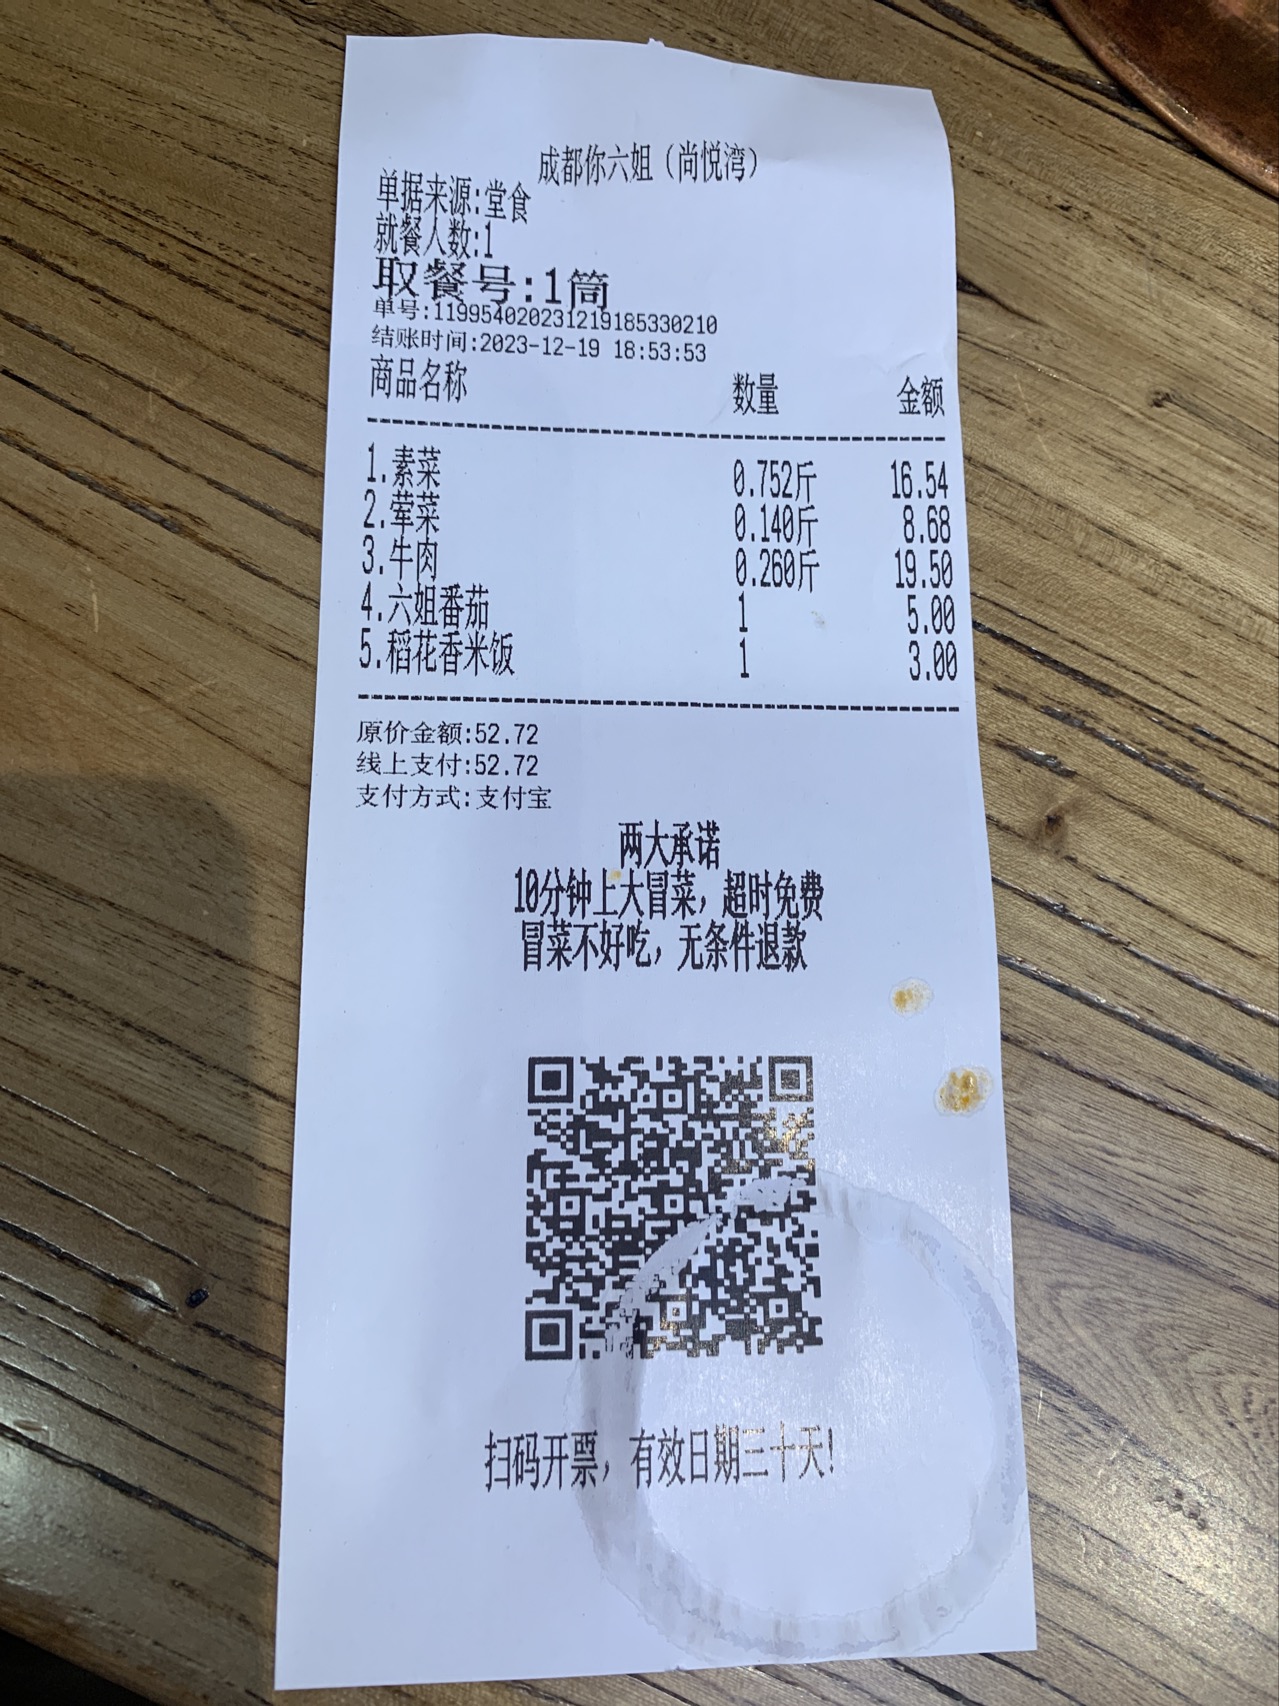 成都你六姐（尚悦湾）
单据来源:堂食
就餐人数:1
取餐号:1筒
单号:11995402023121918533​0210
结账时间:2023-12-19 18:53:53
商品名称 数量 金额
1.素菜 0.752斤 16.54
2.荤菜 0.140斤 8.68
3.牛肉 0.260斤 19.50
4.六姐番茄 1 5.00
5.稻花香米饭 1 3.00
原价金额:52.72
线上支付:52.72
支付方式:支付宝
两大承诺
10分钟上大冒菜，超时免费
冒菜不好吃，无条件退款
扫码开票，有效日期三十天!